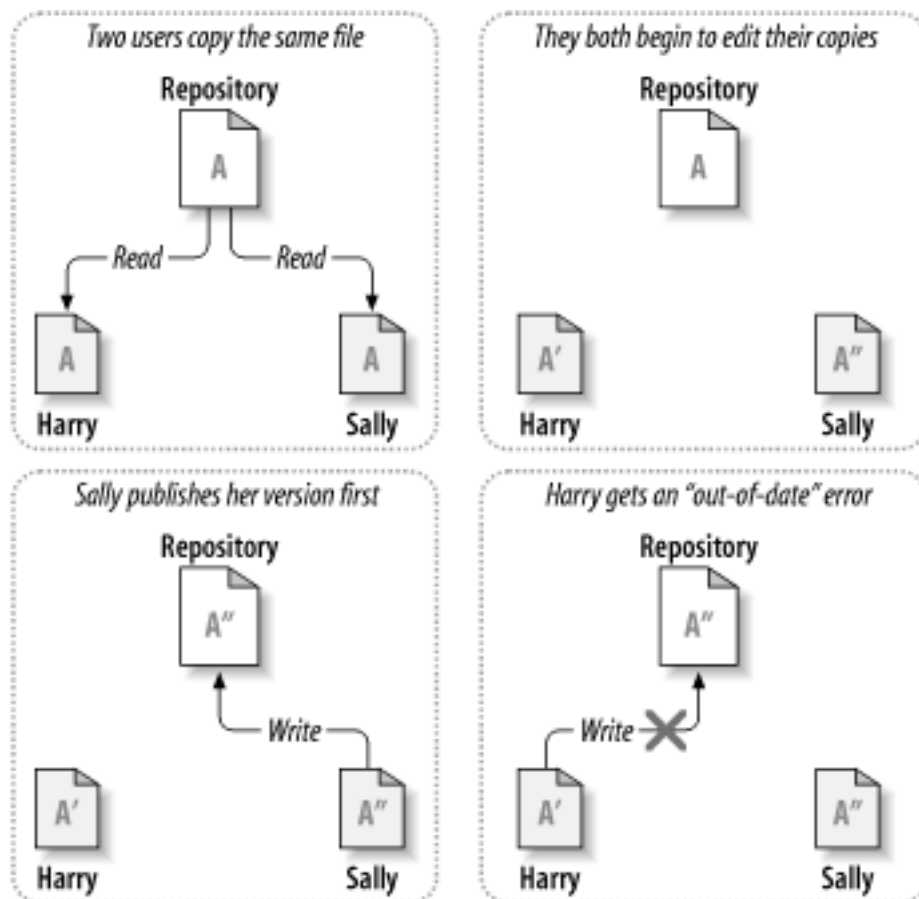 Two users copy the same file
Repository
A
Read
Read
A
A
Harry
Sally
They both begin to edit their copies
Repository
A
A'
A"
Harry
Sally
Sally publishes her version first
Repository
A"
Write
A'
A"
Harry
Sally
Harry gets an “out-of-date” error
Repository
A"
Write
A'
A"
Harry
Sally